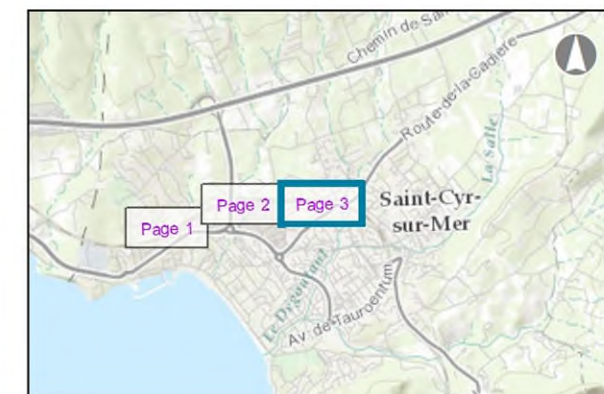 Chemin de Sai
Route-de-la-Cadière
La Salle
Page 1
Page 2
Page 3
Saint-Cyr-
sur-Mer
Le Dégoutant
Av. de Tauroentum